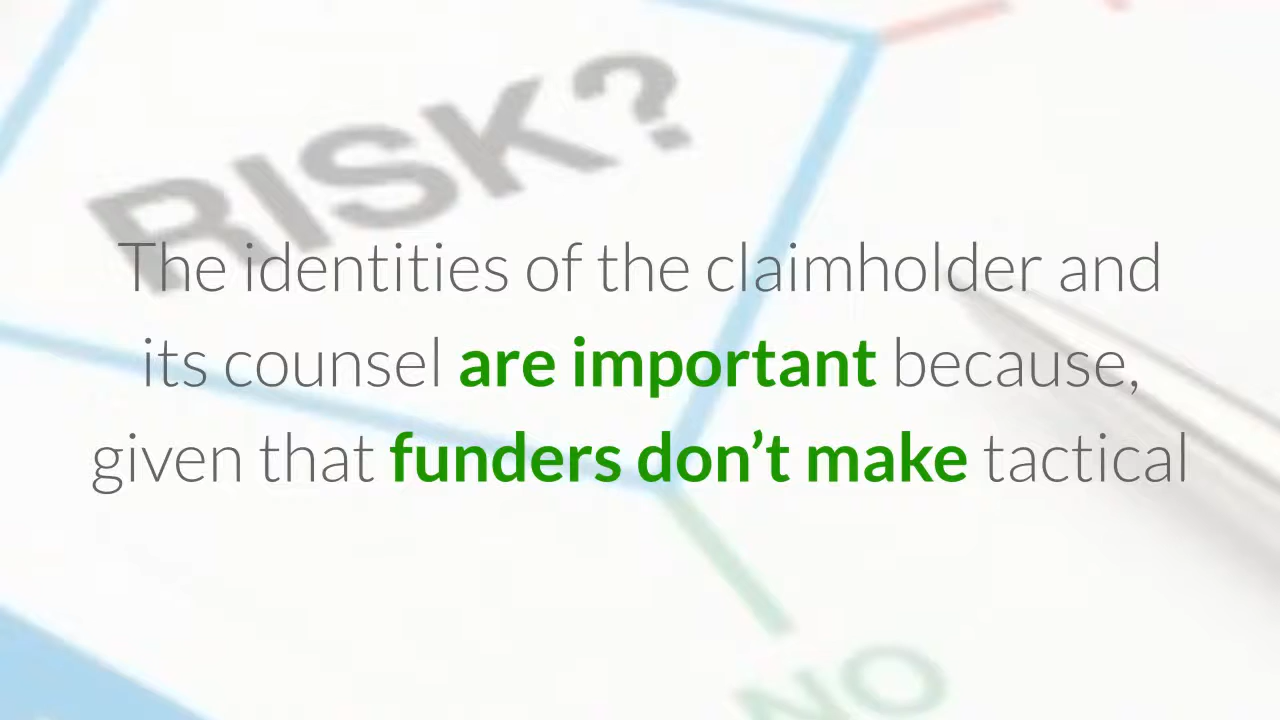 RISK?
The identities of the claimholder and
its counsel are important because,
given that funders don’t make tactical
NO